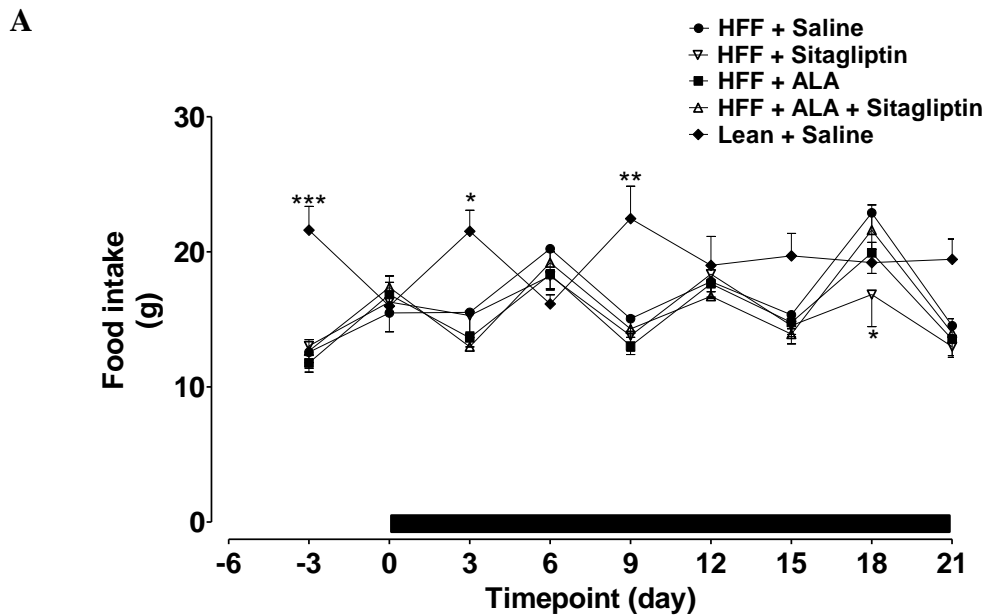 A
HFF + Saline
HFF + Sitagliptin
HFF + ALA
HFF + ALA + Sitagliptin
Lean + Saline
30
20
10
0
Food intake
(g)
***
*
**
*
-6 -3 0 3 6 9 12 15 18 21
Timepoint (day)